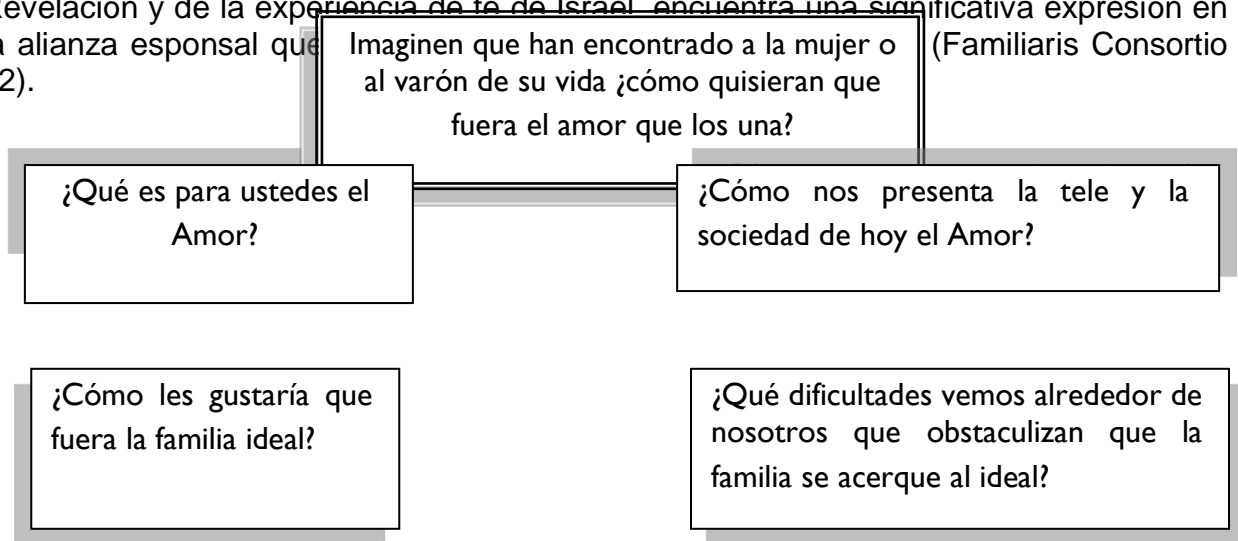 Revelación y de la experiencia de fe de Israel, encuentra una significativa expresión en
a alianza esponsal que (Familiaris Consortio
2).
Imaginen que han encontrado a la mujer o
al varón de su vida ¿cómo quisieran que
fuera el amor que los una?
¿Qué es para ustedes el
Amor?
¿Cómo nos presenta la tele y la
sociedad de hoy el Amor?
¿Cómo les gustaría que
fuera la familia ideal?
¿Qué dificultades vemos alrededor de
nosotros que obstaculizan que la
familia se acerque al ideal?